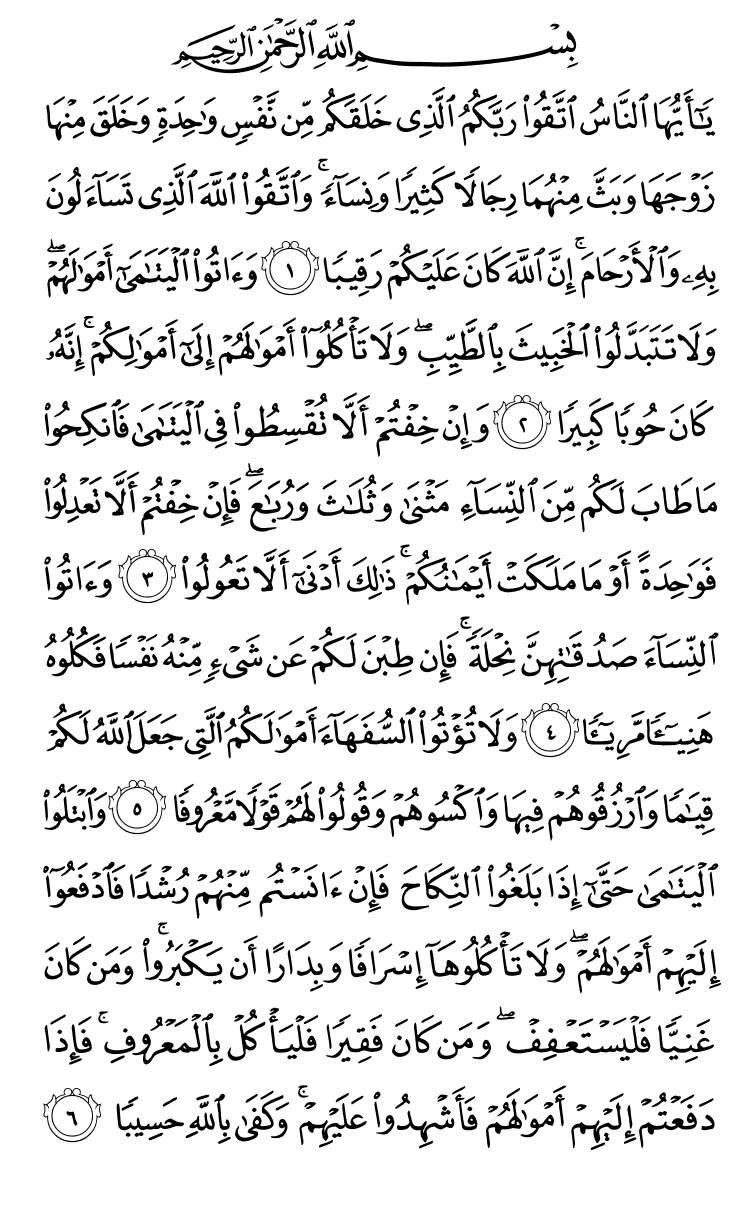 بِسْمِ ٱللَّهِ ٱلرَّحْمَٰنِ ٱلرَّحِيمِ
يَٰٓأَيُّهَا ٱلنَّاسُ ٱتَّقُوا۟ رَبَّكُمُ ٱلَّذِى خَلَقَكُم مِّن نَّفْسٍ وَٰحِدَةٍ وَخَلَقَ مِنْهَا
زَوْجَهَا وَبَثَّ مِنْهُمَا رِجَالًا كَثِيرًا وَنِسَآءً ۚ وَٱتَّقُوا۟ ٱللَّهَ ٱلَّذِى تَسَآءَلُونَ
بِهِۦ وَٱلْأَرْحَامَ ۚ إِنَّ ٱللَّهَ كَانَ عَلَيْكُمْ رَقِيبًا ١ وَءَاتُوا۟ ٱلْيَتَٰمَىٰٓ أَمْوَٰلَهُمْ ۖ
وَلَا تَتَبَدَّلُوا۟ ٱلْخَبِيثَ بِٱلطَّيِّبِ ۖ وَلَا تَأْكُلُوٓا۟ أَمْوَٰلَهُمْ إِلَىٰٓ أَمْوَٰلِكُمْ ۚ إِنَّهُۥ
كَانَ حُوبًا كَبِيرًا ٢ وَإِنْ خِفْتُمْ أَلَّا تُقْسِطُوا۟ فِى ٱلْيَتَٰمَىٰ فَٱنكِحُوا۟
مَا طَابَ لَكُم مِّنَ ٱلنِّسَآءِ مَثْنَىٰ وَثُلَٰثَ وَرُبَٰعَ ۖ فَإِنْ خِفْتُمْ أَلَّا تَعْدِلُوا۟
فَوَٰحِدَةً أَوْ مَا مَلَكَتْ أَيْمَٰنُكُمْ ۚ ذَٰلِكَ أَدْنَىٰٓ أَلَّا تَعُولُوا۟ ٣ وَءَاتُوا۟
ٱلنِّسَآءَ صَدُقَٰتِهِنَّ نِحْلَةً ۚ فَإِن طِبْنَ لَكُمْ عَن شَىْءٍ مِّنْهُ نَفْسًا فَكُلُوهُ
هَنِيٓـًٔا مَّرِيٓـًٔا ٤ وَلَا تُؤْتُوا۟ ٱلسُّفَهَآءَ أَمْوَٰلَكُمُ ٱلَّتِى جَعَلَ ٱللَّهُ لَكُمْ
قِيَٰمًا وَٱرْزُقُوهُمْ فِيهَا وَٱكْسُوهُمْ وَقُولُوا۟ لَهُمْ قَوْلًا مَّعْرُوفًا ٥ وَٱبْتَلُوا۟
ٱلْيَتَٰمَىٰ حَتَّىٰٓ إِذَا بَلَغُوا۟ ٱلنِّكَاحَ فَإِنْ ءَانَسْتُم مِّنْهُمْ رُشْدًا فَٱدْفَعُوٓا۟
إِلَيْهِمْ أَمْوَٰلَهُمْ ۖ وَلَا تَأْكُلُوهَآ إِسْرَافًا وَبِدَارًا أَن يَكْبَرُوا۟ ۚ وَمَن كَانَ
غَنِيًّا فَلْيَسْتَعْفِفْ ۖ وَمَن كَانَ فَقِيرًا فَلْيَأْكُلْ بِٱلْمَعْرُوفِ ۚ فَإِذَا
دَفَعْتُمْ إِلَيْهِمْ أَمْوَٰلَهُمْ فَأَشْهِدُوا۟ عَلَيْهِمْ ۚ وَكَفَىٰ بِٱللَّهِ حَسِيبًا ٦